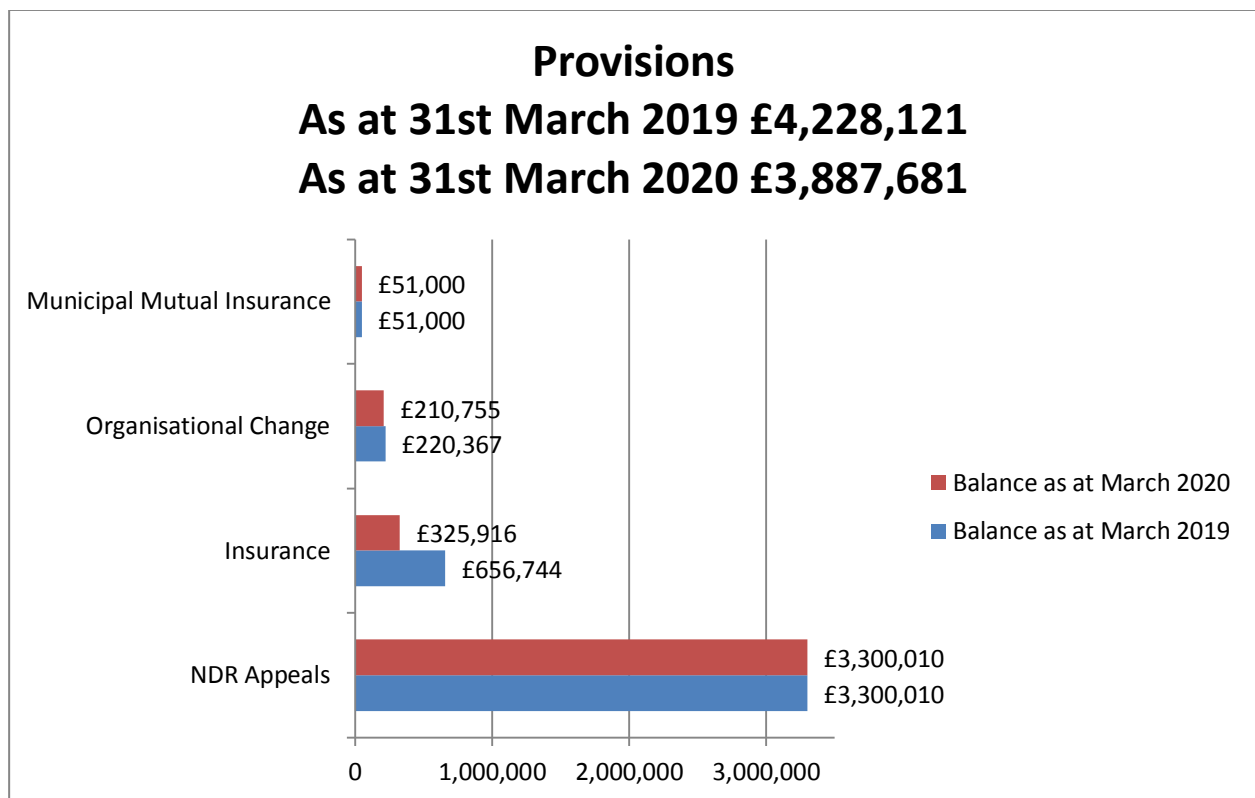 Provisions
As at 31st March 2019 £4,228,121
As at 31st March 2020 £3,887,681
Municipal Mutual Insurance
£51,000
£51,000
Organisational Change
£210,755
£220,367
Insurance
£325,916
£656,744
NDR Appeals
£3,300,010
£3,300,010
Balance as at March 2020
Balance as at March 2019
0 1,000,000 2,000,000 3,000,000